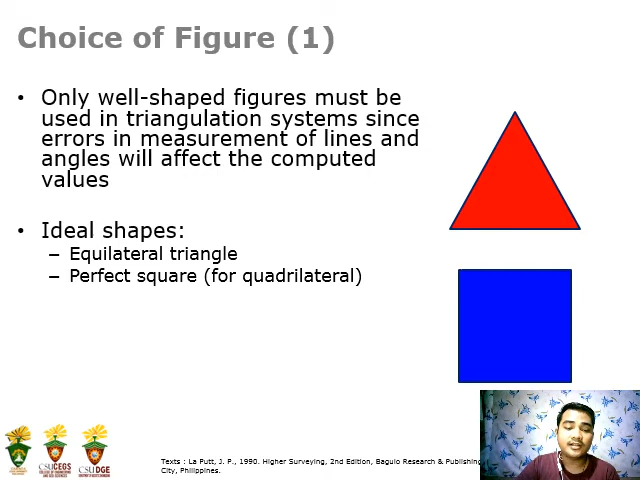 Choice of Figure (1)
• Only well-shaped figures must be
used in triangulation systems since
errors in measurement of lines and
angles will affect the computed
values
• Ideal shapes:
– Equilateral triangle
– Perfect square (for quadrilateral)
CSUCEGS
CSUDGE
Texts : La Putt, J. P., 1990. Higher Surveying, 2nd Edition, Baguio Research & Publishing
City, Philippines.